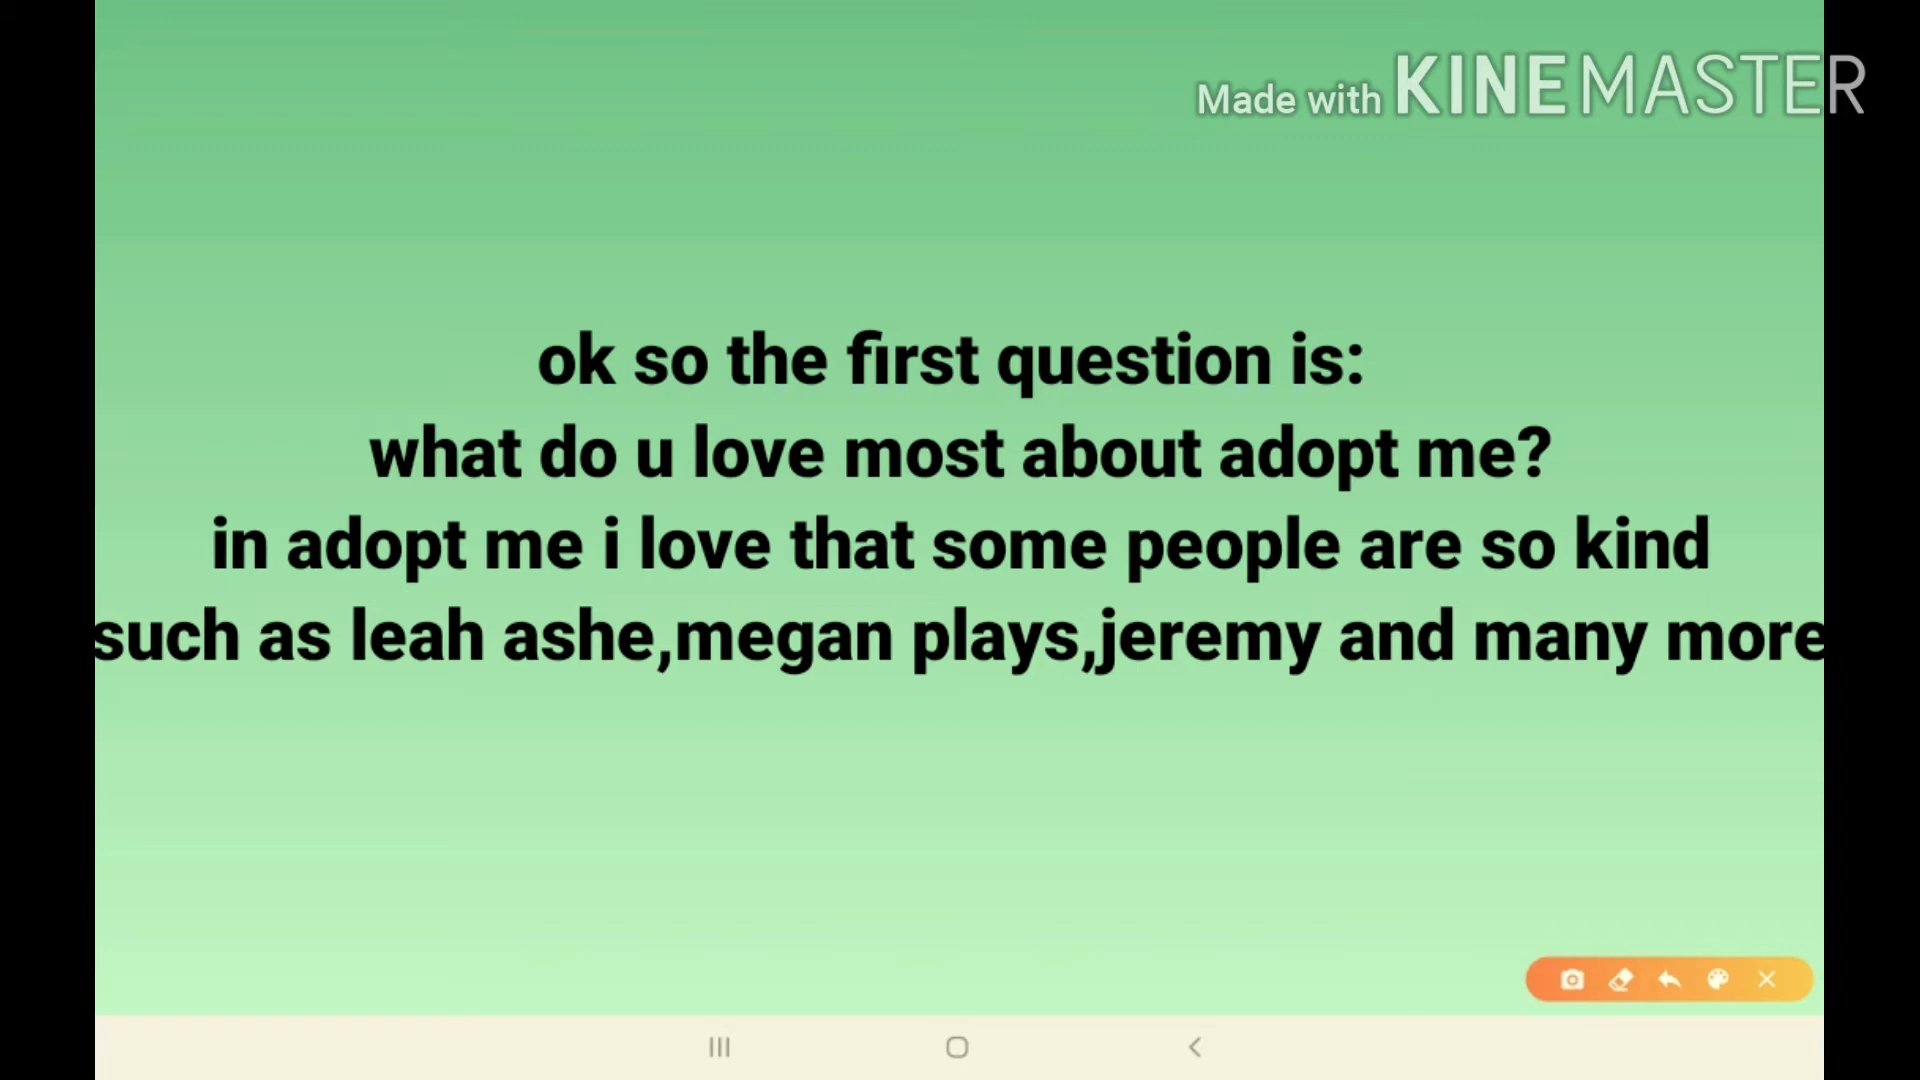 Made with KINEMASTER
ok so the first question is:
what do u love most about adopt me?
in adopt me i love that some people are so kind
such as leah ashe,megan plays,jeremy and many more